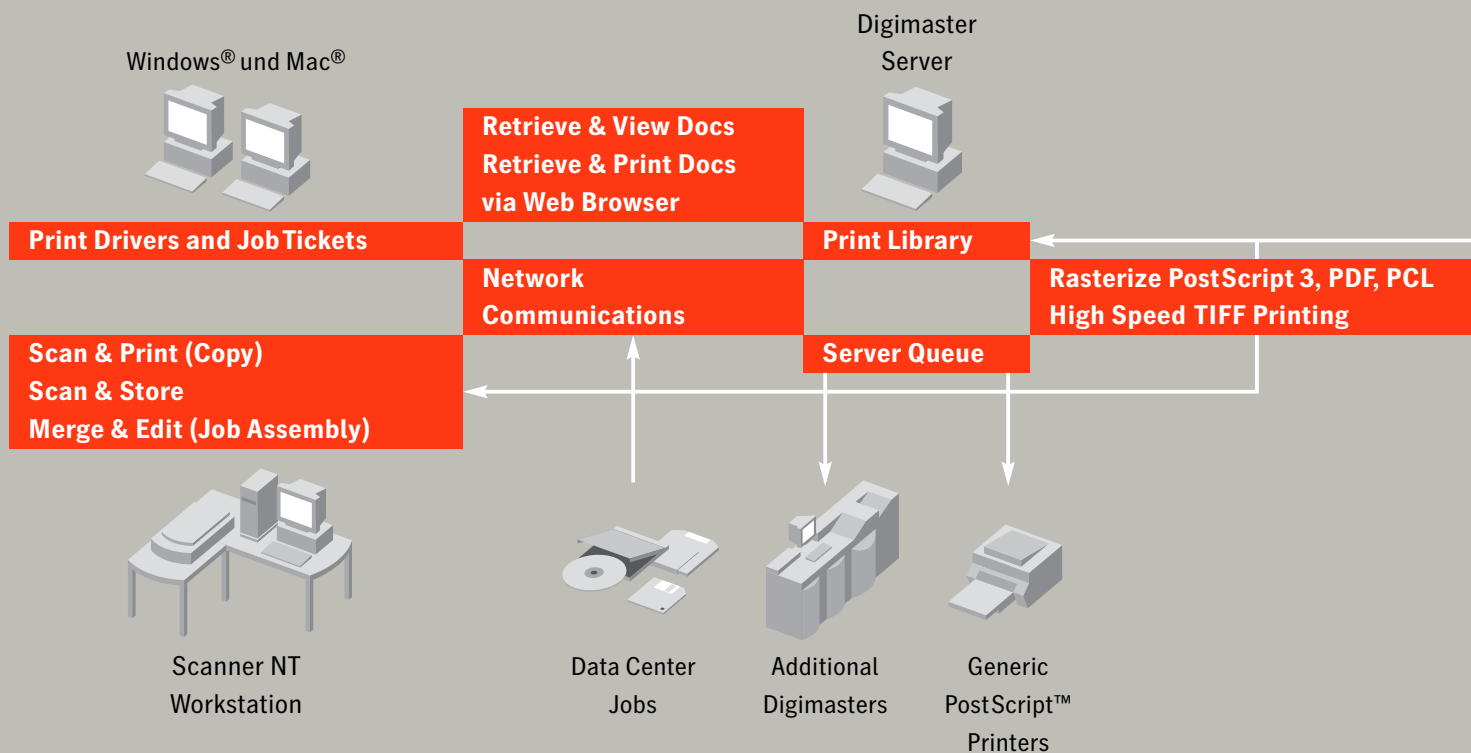 Windows® und Mac®
Digimaster
Server
Retrieve & View Docs
Retrieve & Print Docs
via Web Browser
Print Drivers and Job Tickets
Print Library
Network
Communications
Rasterize PostScript 3, PDF, PCL
High Speed TIFF Printing
Scan & Print (Copy)
Scan & Store
Merge & Edit (Job Assembly)
Server Queue
Scanner NT
Workstation
Data Center
Jobs
Additional
Digimasters
Generic
PostScript™
Printers